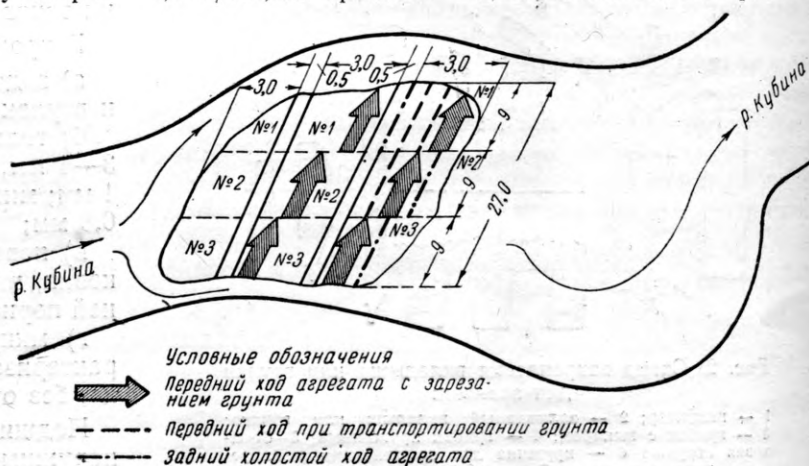 3,0
3,0
0,5
0,5
3,0
№1
№1
№1
9
р. Кубина
№2
№2
№2
9
27,0
№3
№3
№3
9
р. Кубина
Условные обозначения
Передний ход агрегата с зареза-
нием грунта
Передний ход при транспортировании грунта
Задний холостой ход агрегата